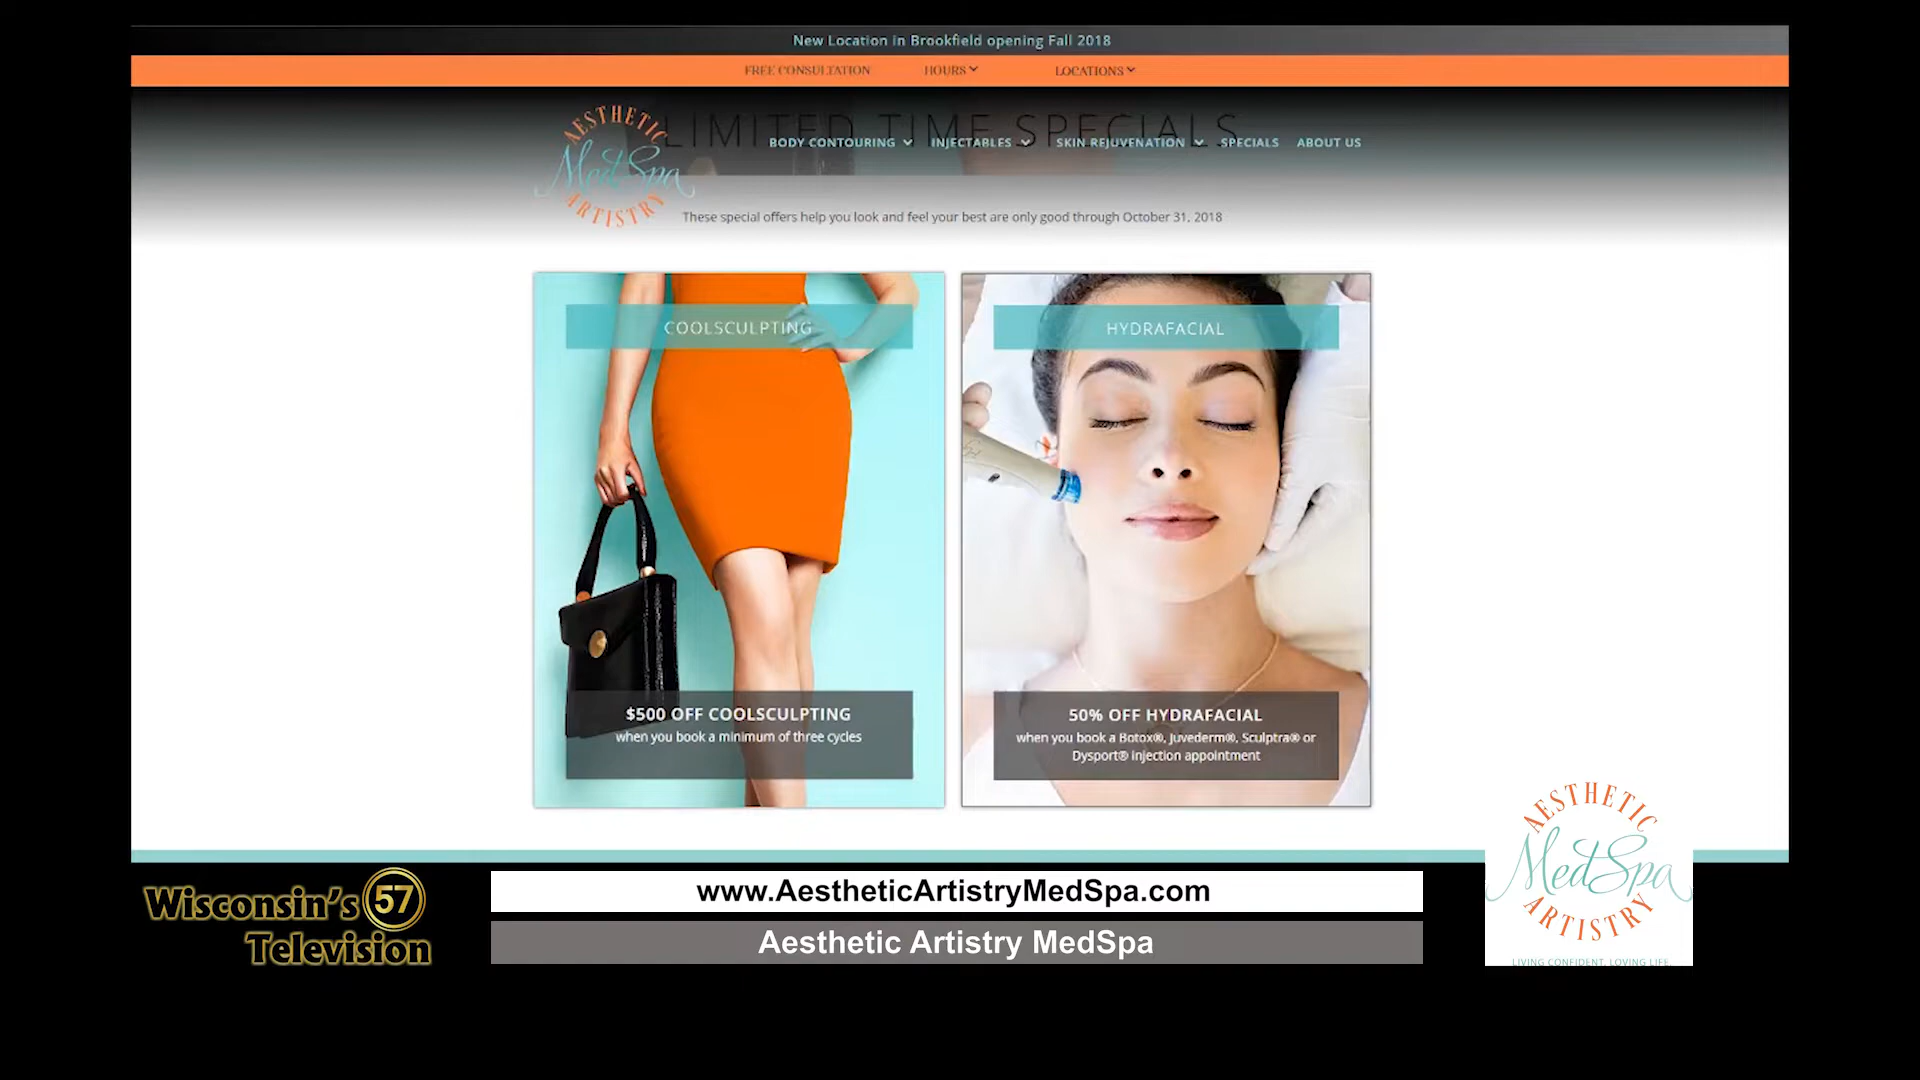 New Location in Brookfield opening Fall 2018
FREE CONSULTATION HOURS LOCATIONS
LIMITED TIME SPECIALS
AESTHETIC
MedSpa
ARTISTRY
BODY CONTOURING INJECTABLES SKIN REJUVENATION SPECIALS ABOUT US
These special offers help you look and feel your best are only good through October 31, 2018
COOLSCULPTING
HYDRAFACIAL
$500 OFF COOLSCULPTING
when you book a minimum of three cycles
50% OFF HYDRAFACIAL
when you book a Botox®, Juvederm®, Sculptra® or
Dysport® injection appointment
Wisconsin's 57
Television
www.AestheticArtistryMedSpa.com
Aesthetic Artistry MedSpa
AESTHETIC
MedSpa
ARTISTRY
LIVING CONFIDENT. LOVING LIFE.